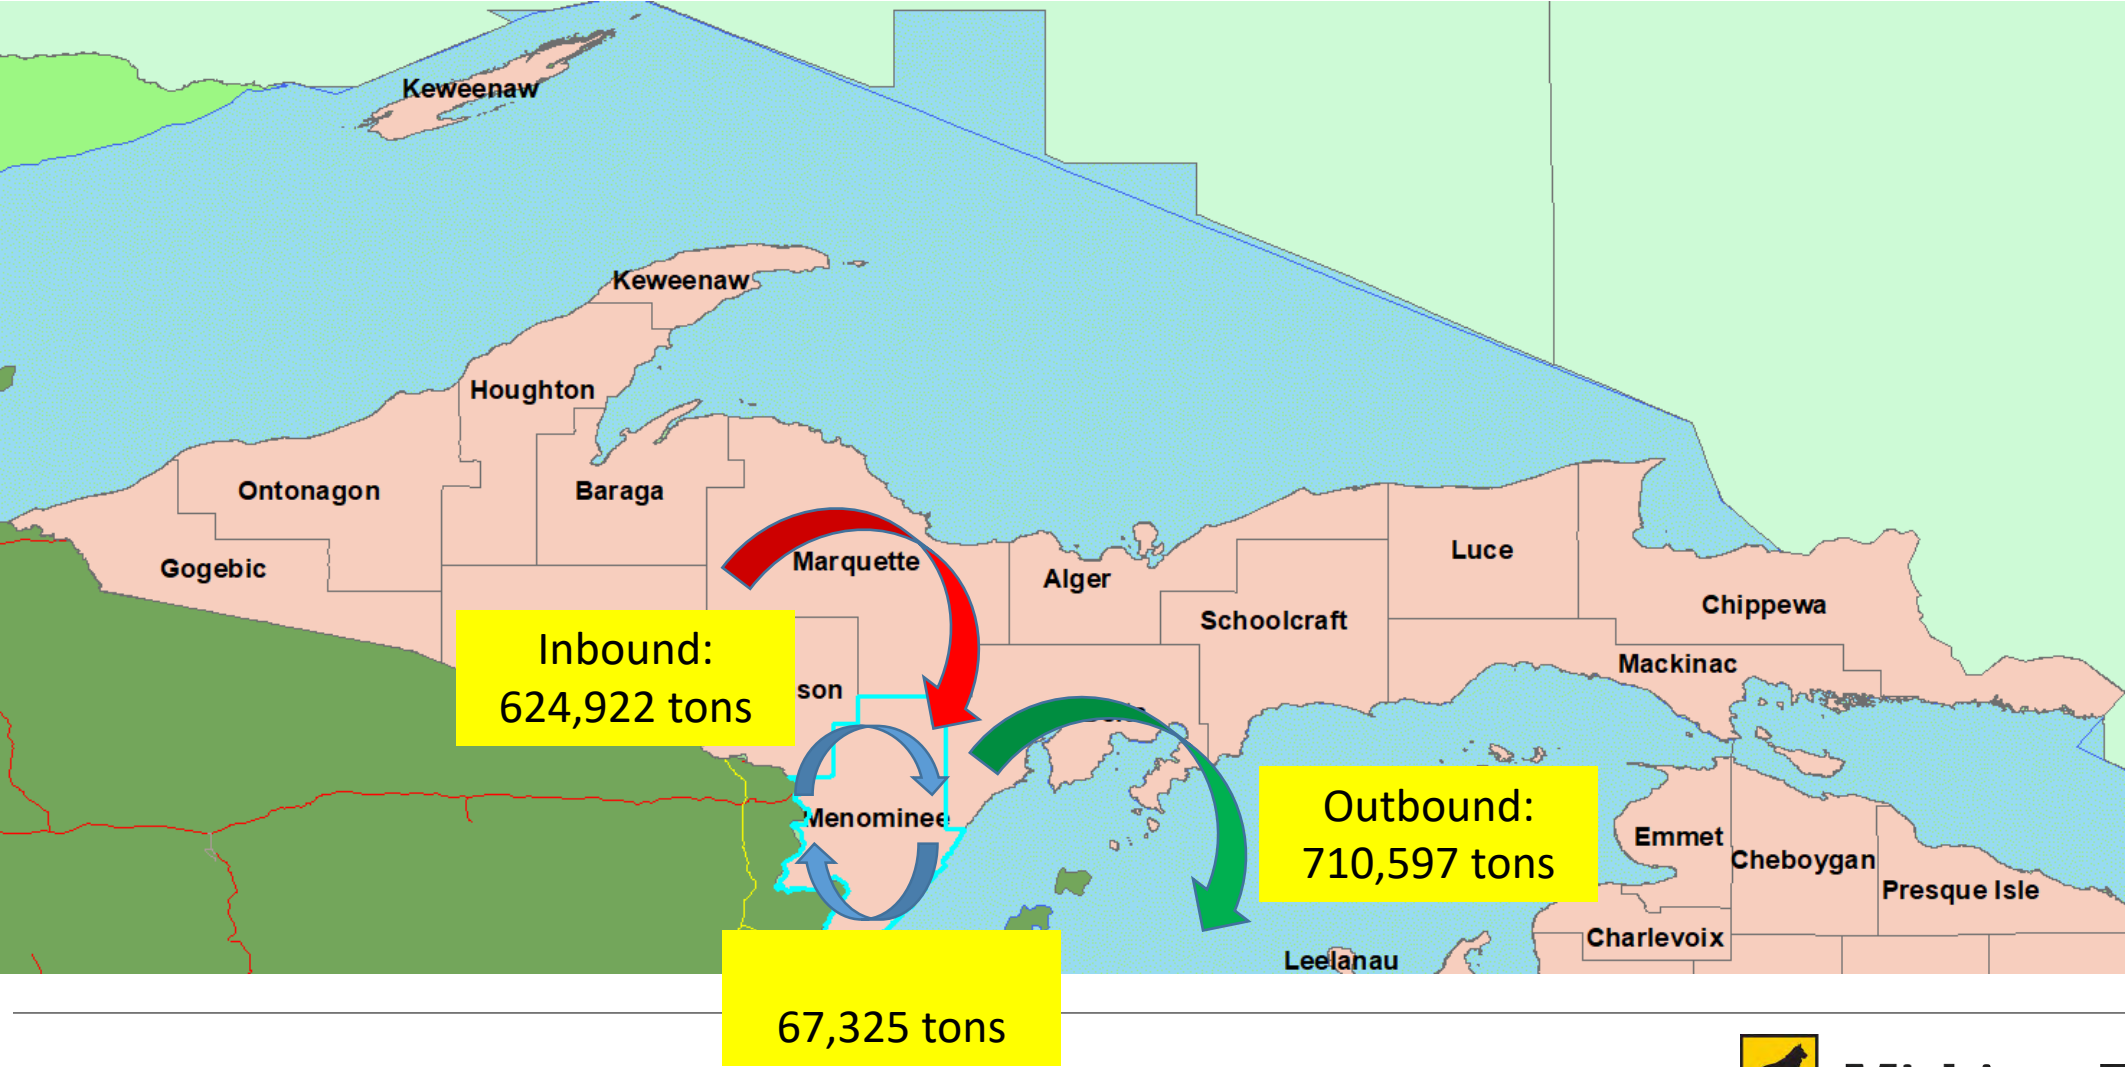 Keweenaw
Keweenaw
Houghton
Ontonagon
Baraga
Gogebic
Marquette
Alger
Luce
Schoolcraft
Chippewa
Mackinac
Inbound:
624,922 tons
son
Menominee
Outbound:
710,597 tons
Emmet
Cheboygan
Presque Isle
Charlevoix
Leelanau
67,325 tons